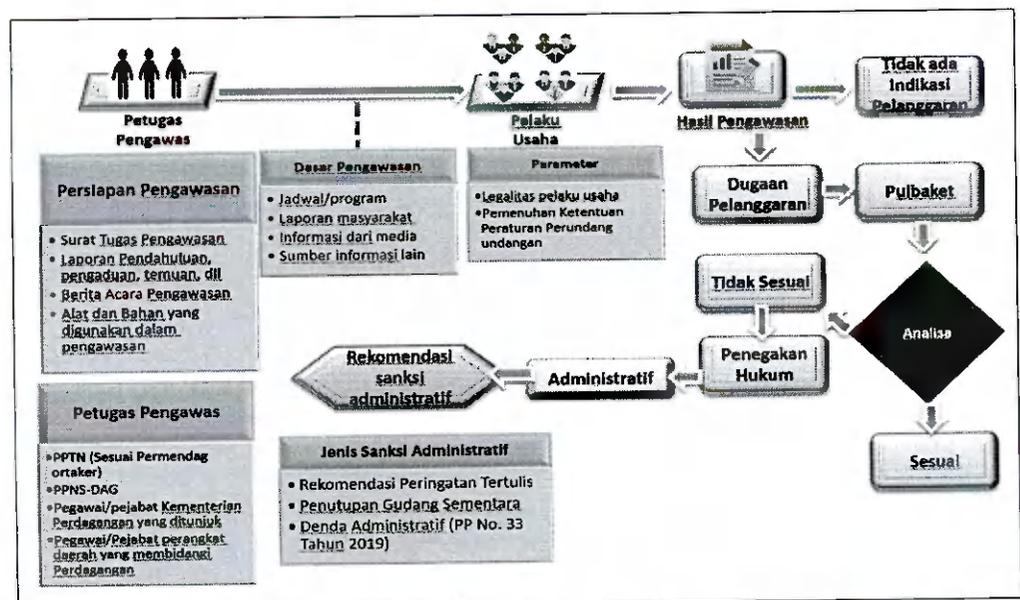 Petugas
Pengawas
Pelaku
Usaha
Hasil Pengawasan
Tidak ada
indikasi
Pelanggaran
Persiapan Pengawasan
• Surat Tugas Pengawasan
• Laporan Pendahuluan,
pengaduan, temuan, dll
• Berita Acara Pengawasan
• Alat dan Bahan yang
digunakan dalam
pengawasan
Dasar Pengawasan
• Jadwal/program
• Laporan masyarakat
• Informasi dari media
• Sumber informasi lain
Parameter
•Legalitas pelaku usaha
•Pemenuhan Ketentuan
Peraturan Perundang
undangan
Dugaan
Pelanggaran
Pulbaket
Analisa
Tidak Sesuai
Penegakan
Hukum
Administratif
Rekomendasi
sanksi
administratif
Sesuai
Petugas Pengawas
•PPTN (Sesuai Permendag
ortaker)
•PPNS-DAG
•Pegawai/pejabat Kementerian
Perdagangan yang ditunjuk
•Pegawai/Pejabat perangkat
daerah yang membidangi
Perdagangan
Jenis Sanksi Administratif
• Rekomendasi Peringatan Tertulis
• Penutupan Gudang Sementara
• Denda Administratif (PP No. 33
Tahun 2019)